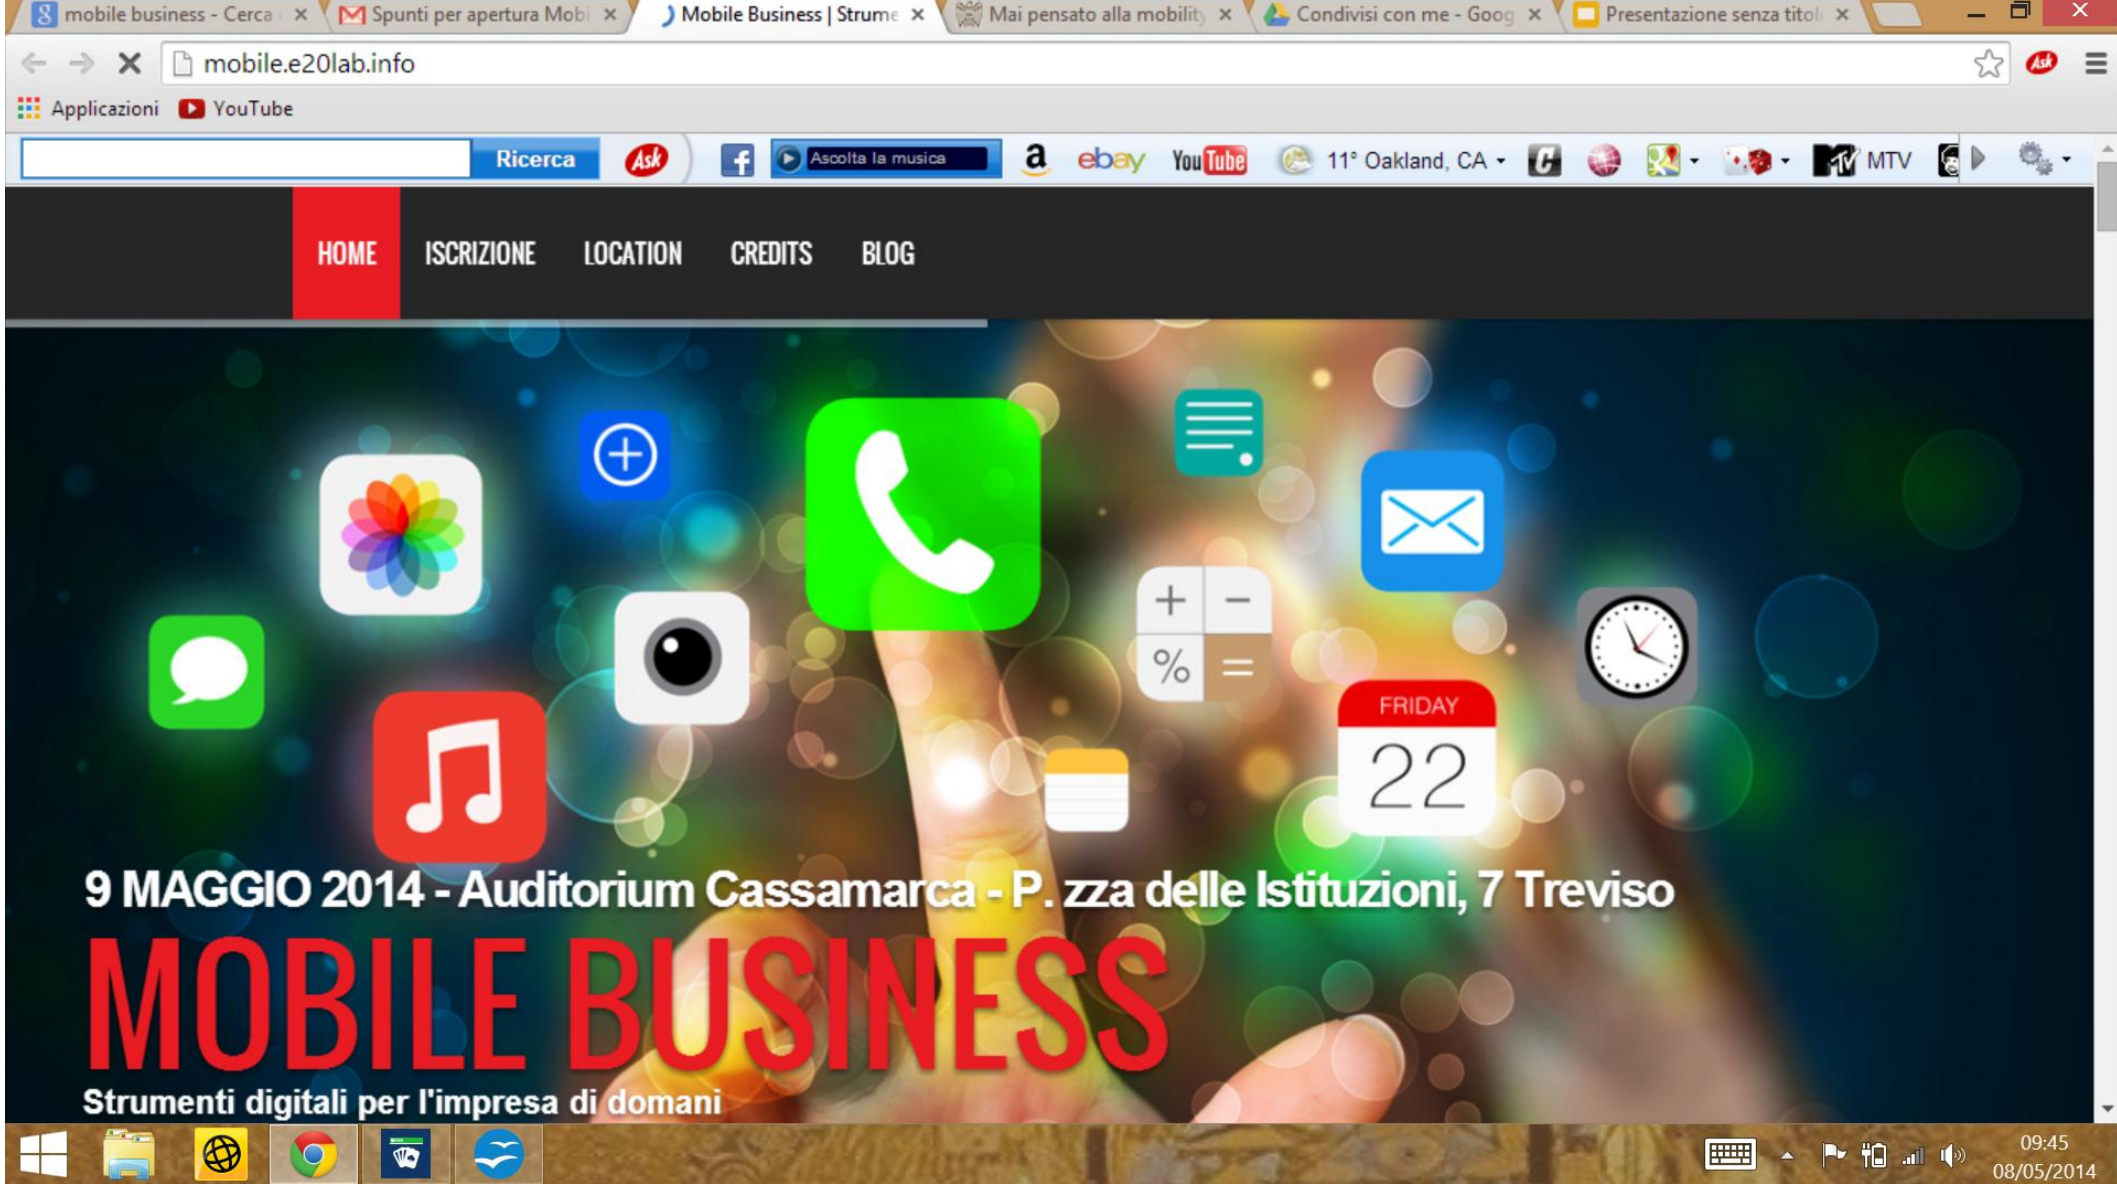 mobile business - Cerca
Spunti per apertura Mobi
Mobile Business | Strume
Mai pensato alla mobility
Condivisi con me - Goog
Presentazione senza titol
mobile.e20lab.info
Ask
Applicazioni
YouTube
Ricerca
Ask
Ascolta la musica
a
ebay
YouTube
11° Oakland, CA
MTV
HOME
ISCRIZIONE
LOCATION
CREDITS
BLOG
+ -
% =
FRIDAY
22
9 MAGGIO 2014 - Auditorium Cassamarca - P. zza delle Istituzioni, 7 Treviso
MOBILE BUSINESS
Strumenti digitali per l'impresa di domani
09:45
08/05/2014